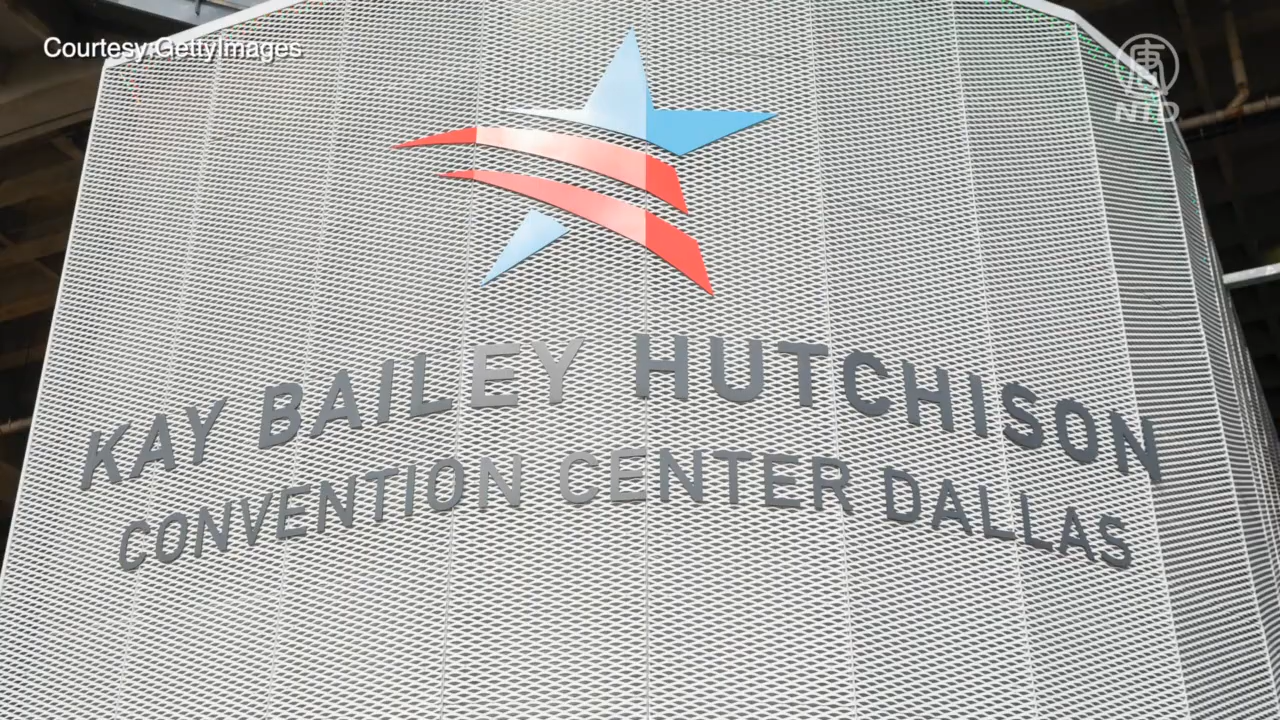 Courtesy:GettyImages
NTD
KAY BAILEY HUTCHISON
CONVENTION CENTER DALLAS